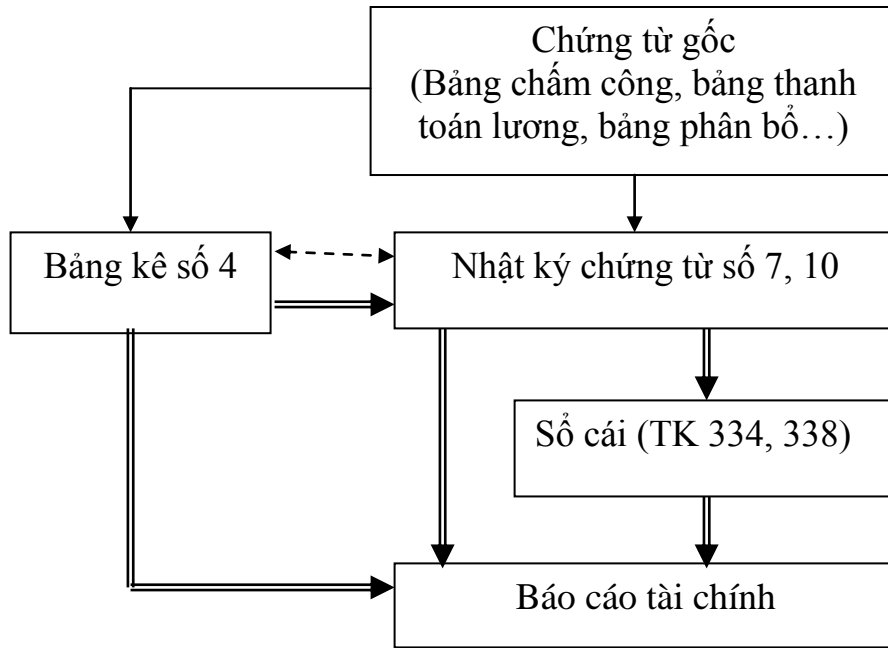 Chứng từ gốc
(Bảng chấm công, bảng thanh
toán lương, bảng phân bổ…)
Bảng kê số 4
Nhật ký chứng từ số 7, 10
Sổ cái (TK 334, 338)
Báo cáo tài chính